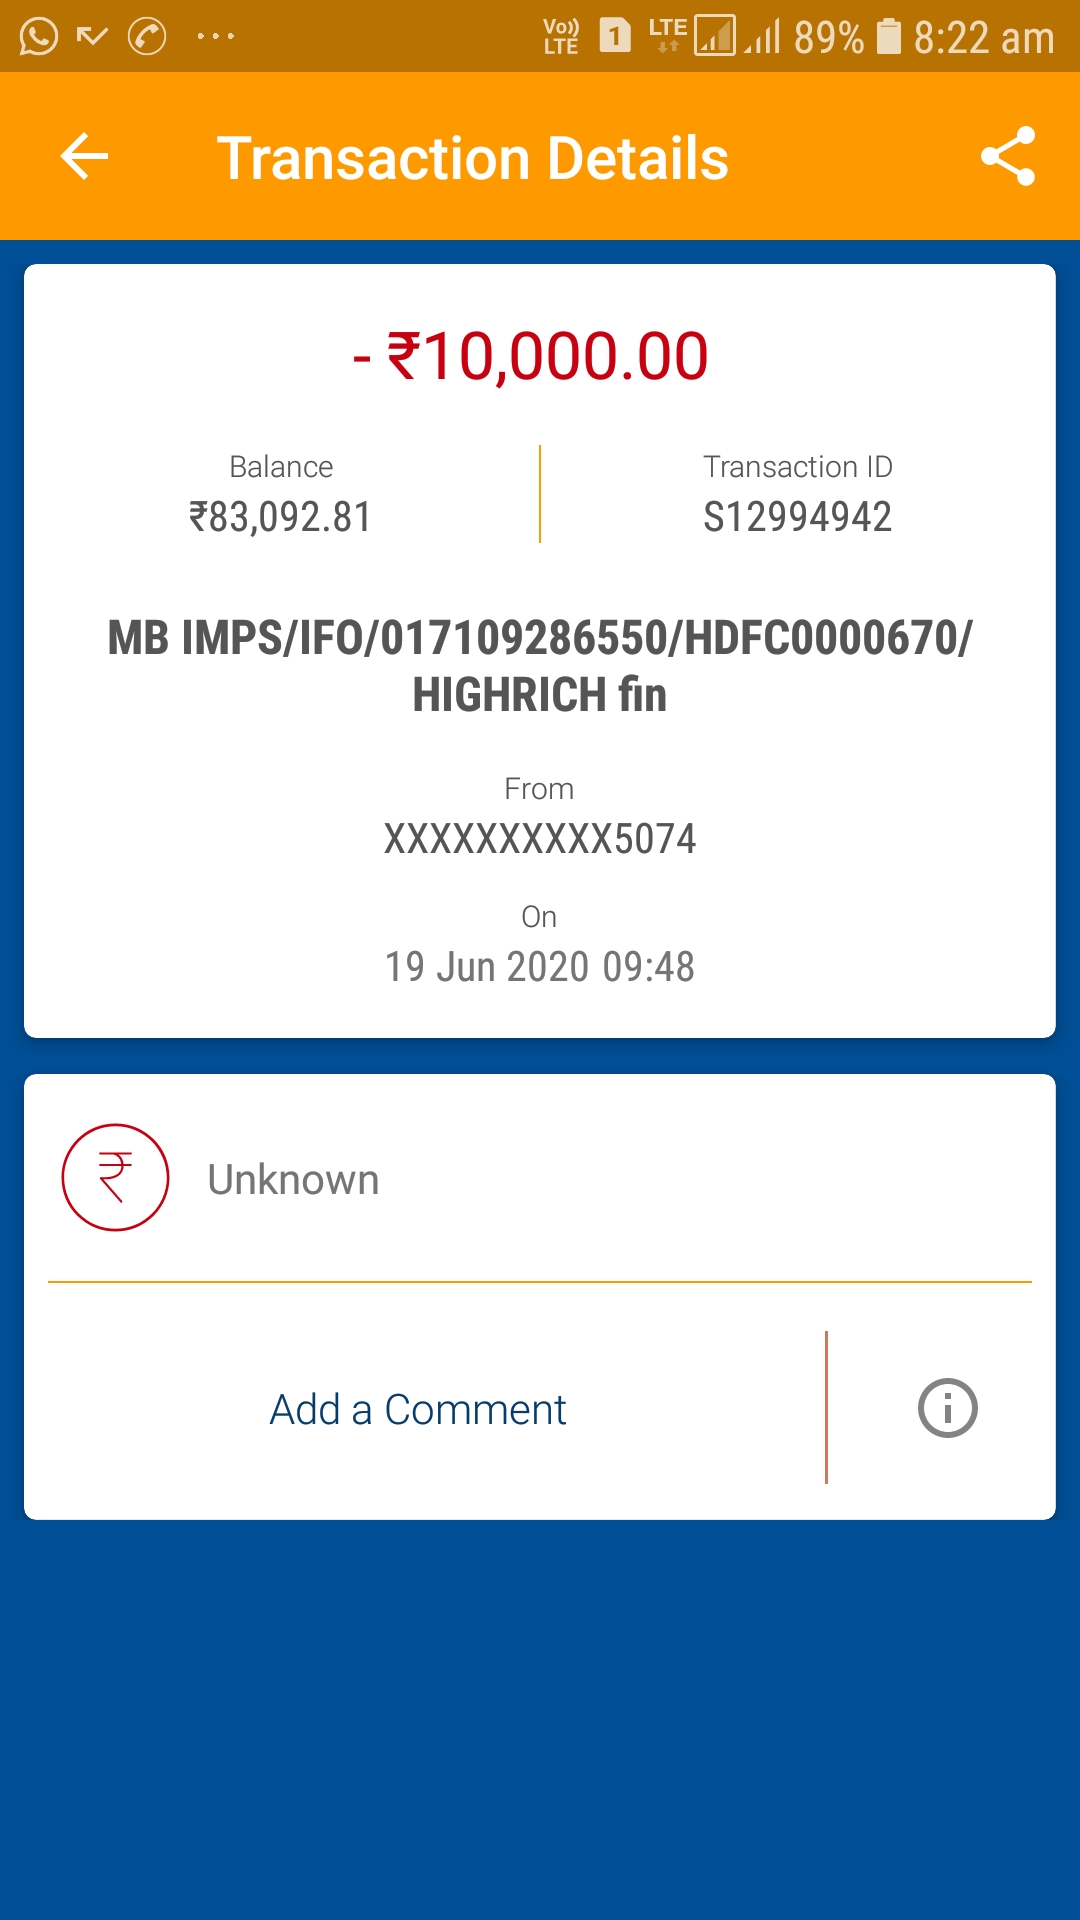 Vo)) LTE 1 LTE 89% 8:22 am
Transaction Details
- ₹10,000.00
Balance
₹83,092.81
Transaction ID
S12994942
MB IMPS/IFO/017109286550/HDFC0000670/
HIGHRICH fin
From
XXXXXXXXXX5074
On
19 Jun 2020 09:48
₹ Unknown
Add a Comment